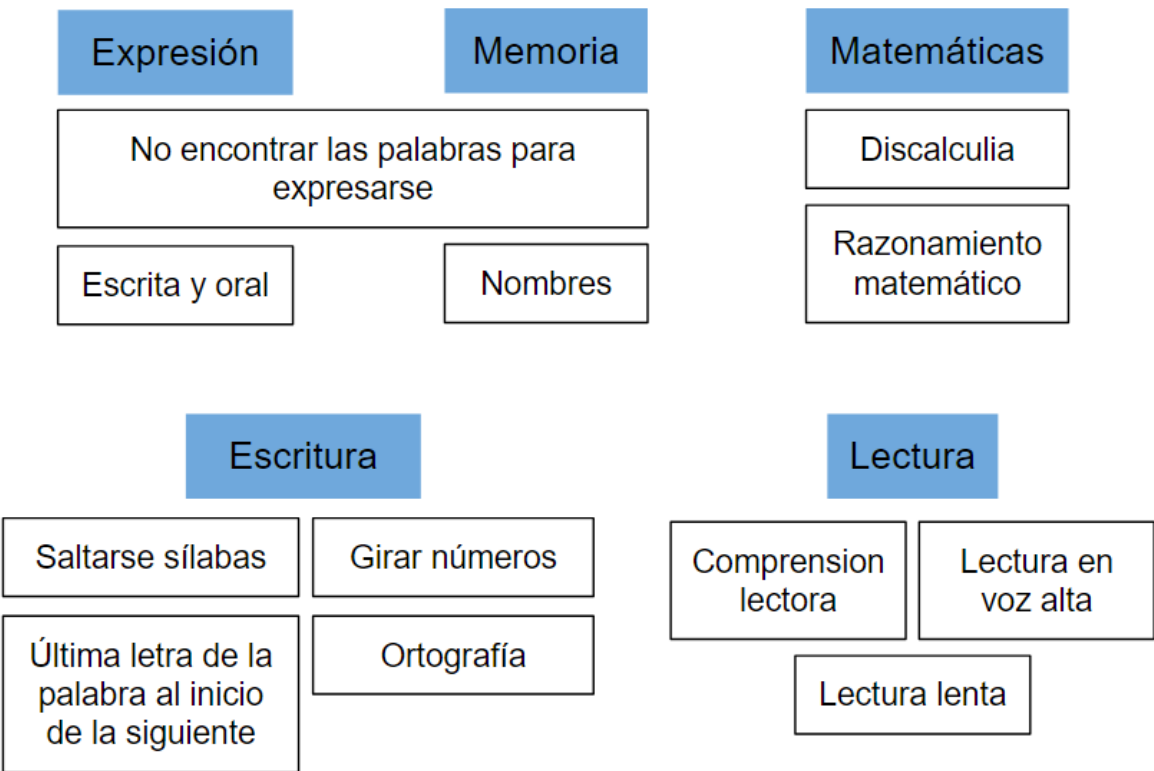 Expresión
Memoria
Matemáticas
No encontrar las palabras para
expresarse
Discalculia
Escrita y oral
Nombres
Razonamiento
matemático
Escritura
Lectura
Saltarse sílabas
Girar números
Última letra de la
palabra al inicio
de la siguiente
Ortografía
Comprension
lectora
Lectura en
voz alta
Lectura lenta